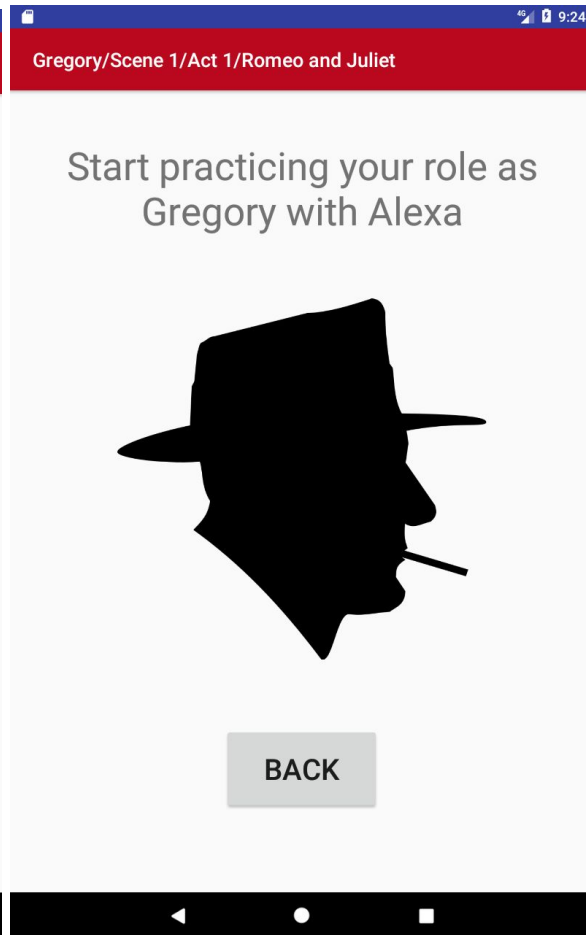 4G 9:24
Gregory/Scene 1/Act 1/Romeo and Juliet
Start practicing your role as
Gregory with Alexa
BACK